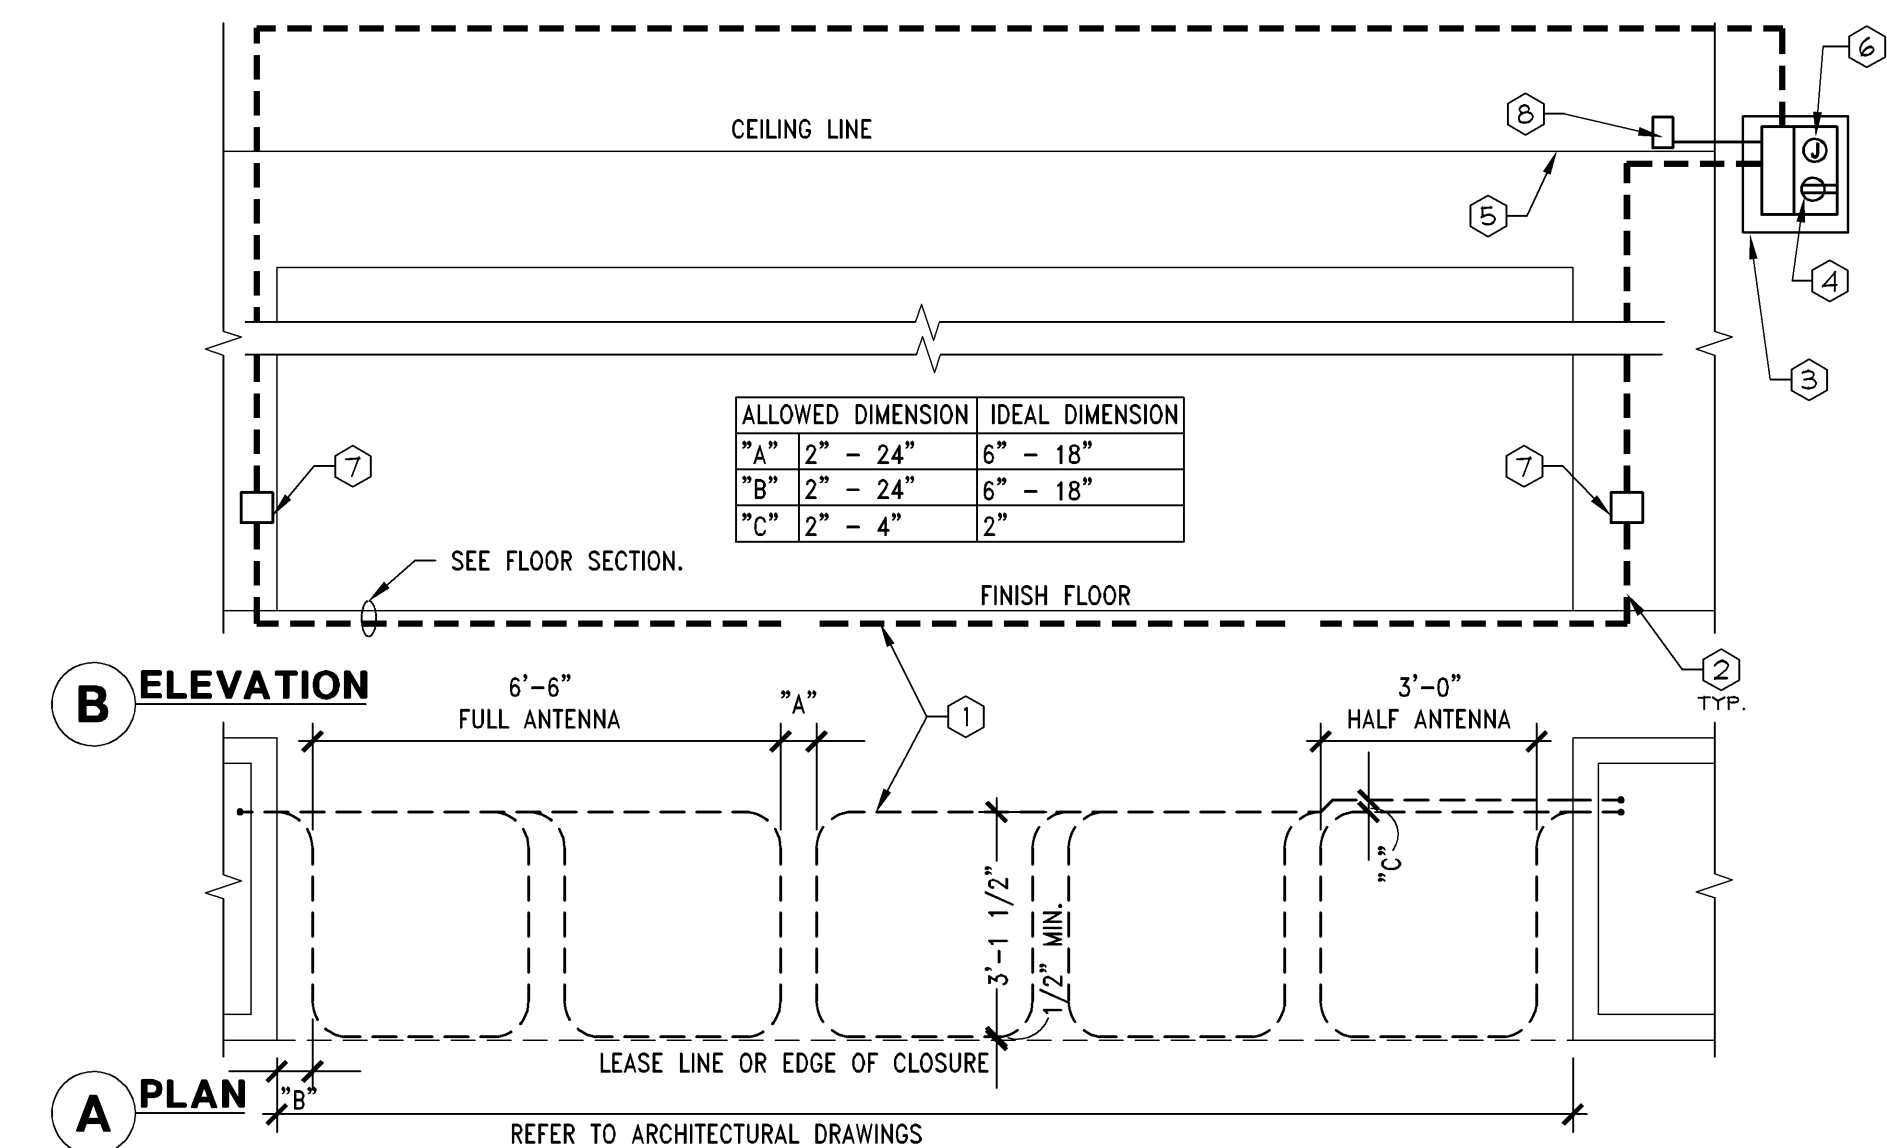 6
8
CEILING LINE
J
5
4
3
ALLOWED DIMENSION IDEAL DIMENSION
"A" 2" - 24" 6" - 18"
"B" 2" - 24" 6" - 18"
"C" 2" - 4" 2"
7
7
SEE FLOOR SECTION.
FINISH FLOOR
B ELEVATION
2
TYP.
6'-6"
FULL ANTENNA
"A"
1
3'-0"
HALF ANTENNA
"C"
3'-1 1/2"
1/2" MIN.
LEASE LINE OR EDGE OF CLOSURE
"B"
A PLAN
REFER TO ARCHITECTURAL DRAWINGS